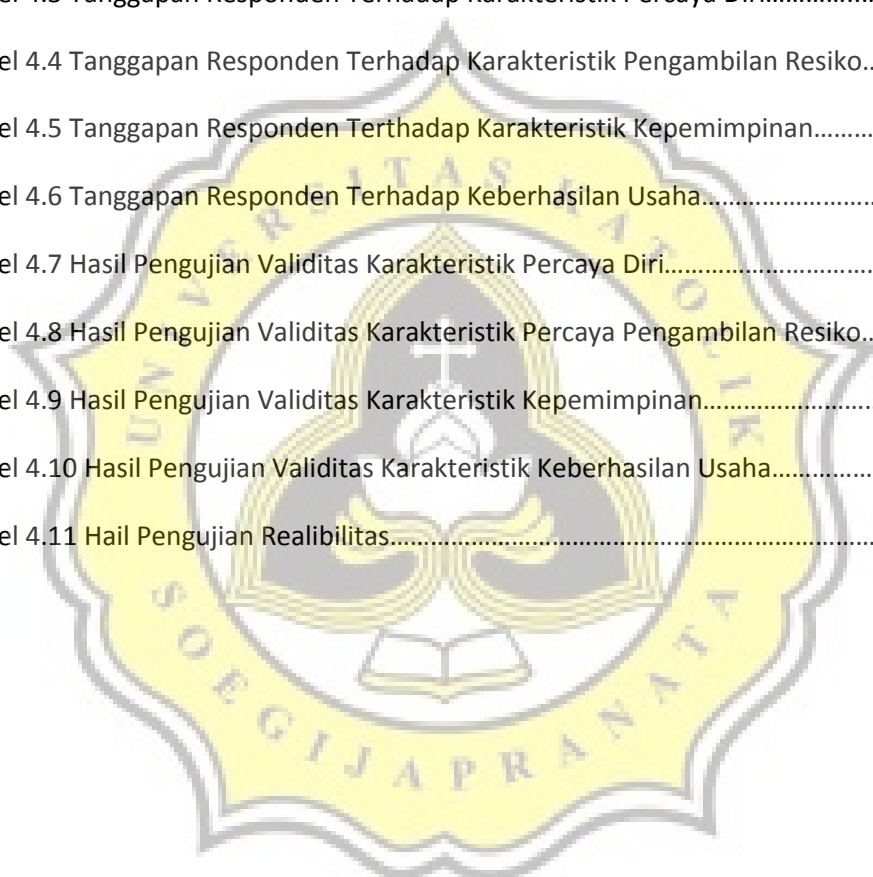 el 4.3 Tanggapan Responden Terhadap Karakteristik Percaya Diri................
el 4.4 Tanggapan Responden Terhadap Karakteristik Pengambilan Resiko..
el 4.5 Tanggapan Responden Terthadap Karakteristik Kepemimpinan...........
el 4.6 Tanggapan Responden Terhadap Keberhasilan Usaha..........................
el 4.7 Hasil Pengujian Validitas Karakteristik Percaya Diri................................
el 4.8 Hasil Pengujian Validitas Karakteristik Percaya Pengambilan Resiko..
el 4.9 Hasil Pengujian Validitas Karakteristik Kepemimpinan..........................
el 4.10 Hasil Pengujian Validitas Karakteristik Keberhasilan Usaha...............
el 4.11 Hail Pengujian Realibilitas.........................................................................
UNIVERSITAS KATOLIK
SOEGIJAPRANATA